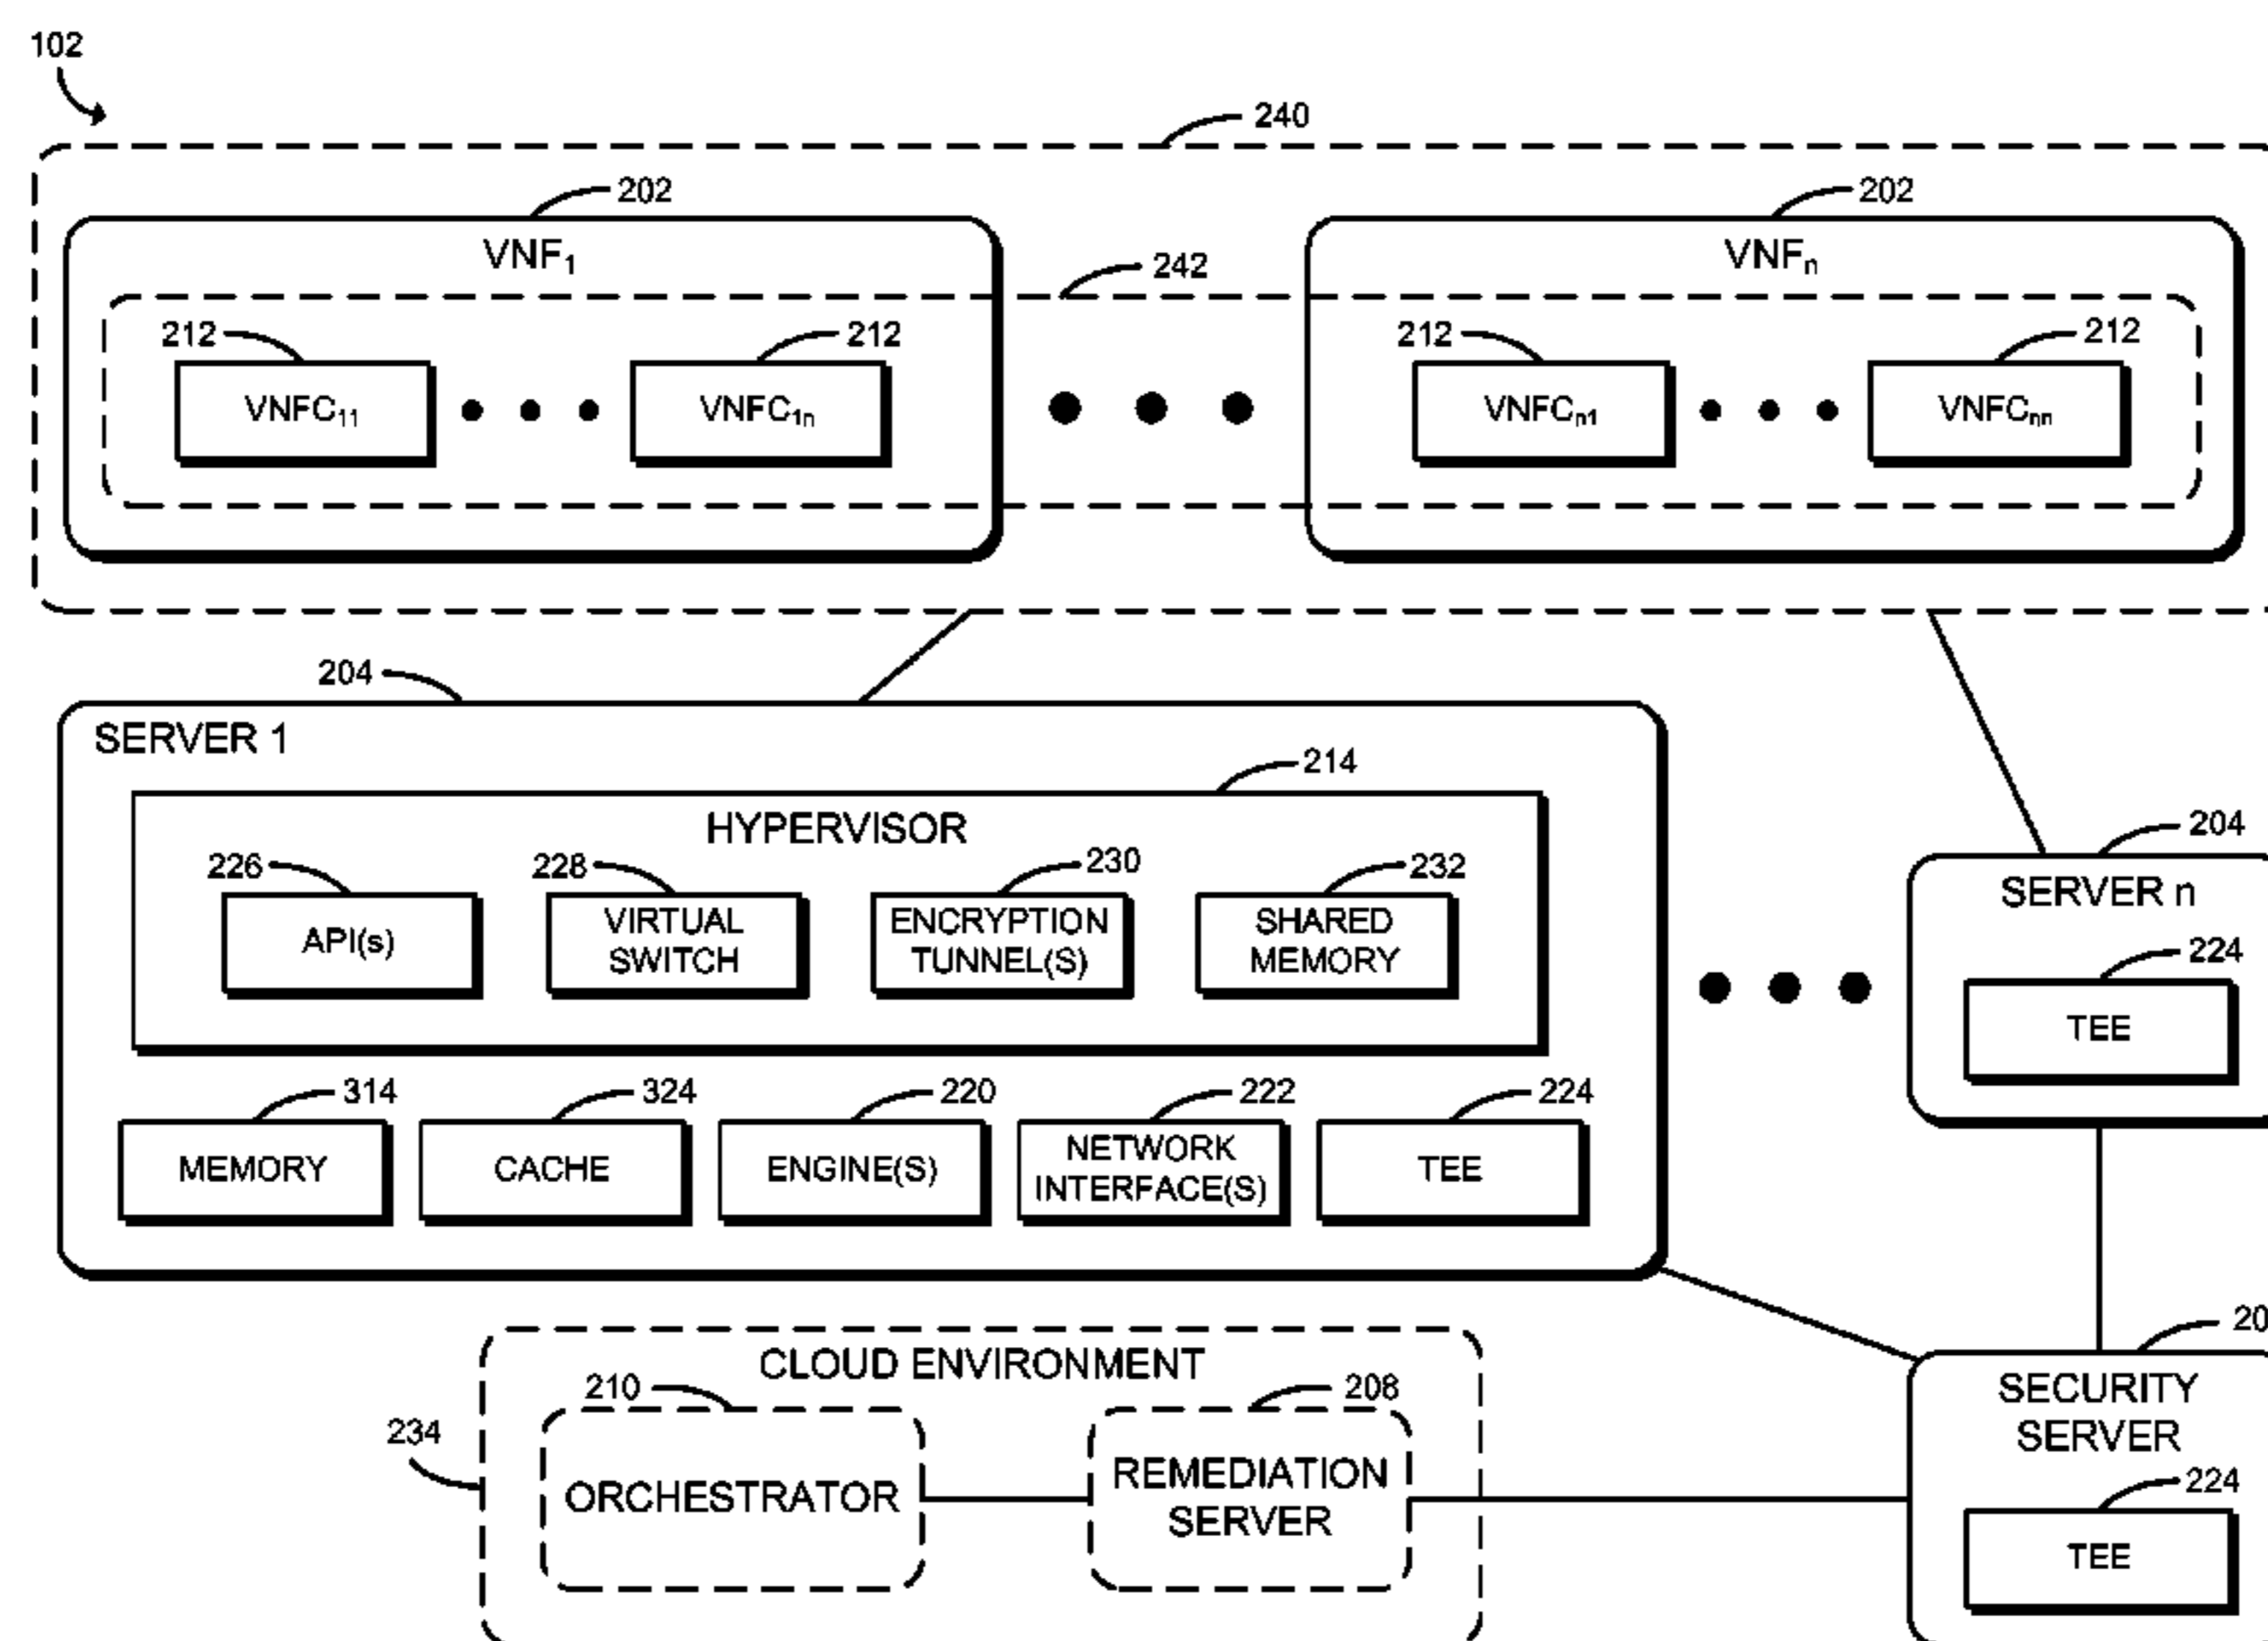 102
240
202
202
VNF₁
VNFₙ
242
212
212
212
212
VNFC₁₁
VNFC₁ₙ
VNFCₙ₁
VNFCₙₙ
204
SERVER 1
214
HYPERVISOR
226
228
230
232
API(s)
VIRTUAL
SWITCH
ENCRYPTION
TUNNEL(S)
SHARED
MEMORY
204
SERVER n
224
TEE
314
324
220
222
224
MEMORY
CACHE
ENGINE(S)
NETWORK
INTERFACE(S)
TEE
CLOUD ENVIRONMENT
234
210
208
ORCHESTRATOR
REMEDIATION
SERVER
SECURITY
SERVER
224
TEE